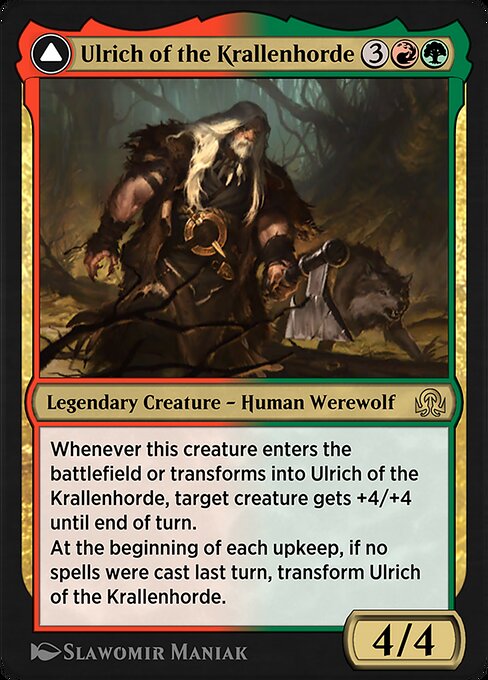 Ulrich of the Krallenhorde 3
Legendary Creature – Human Werewolf
Whenever this creature enters the
battlefield or transforms into Ulrich of the
Krallenhorde, target creature gets +4/+4
until end of turn.
At the beginning of each upkeep, if no
spells were cast last turn, transform Ulrich
of the Krallenhorde.
4/4
Slawomir Maniak